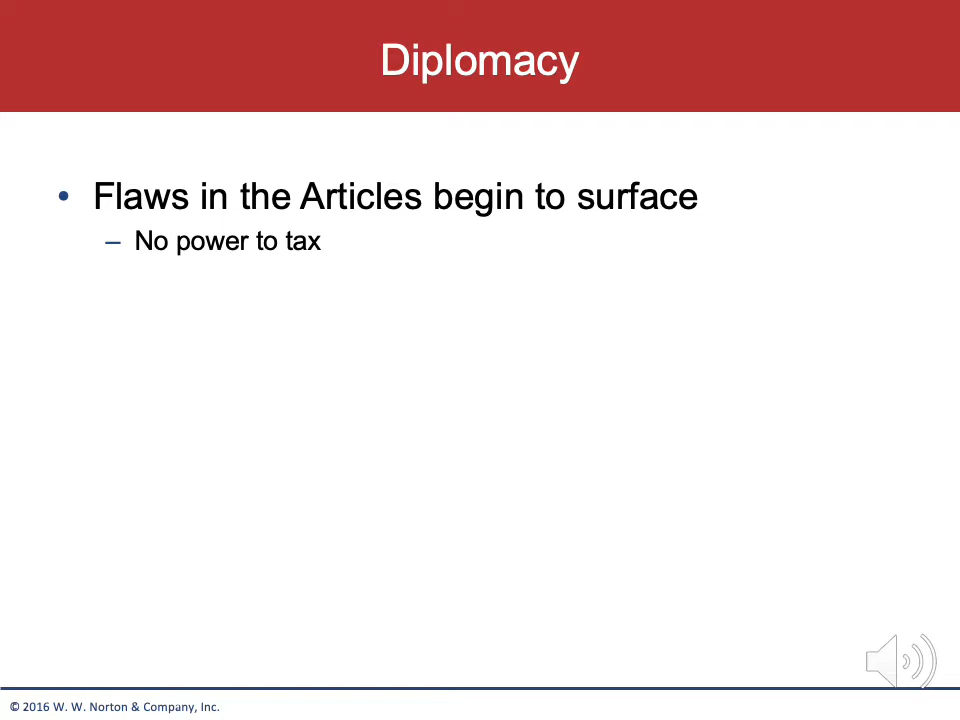 Diplomacy
• Flaws in the Articles begin to surface
– No power to tax
© 2016 W. W. Norton & Company, Inc.